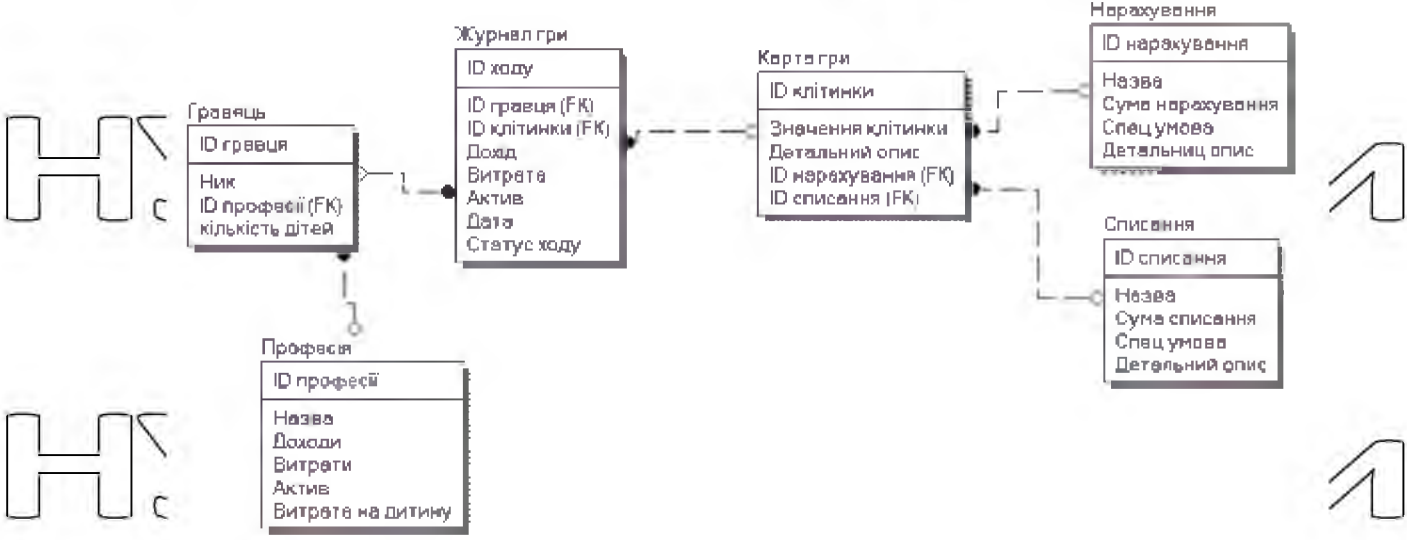 Гравець
ID гравця
Ник
ID професії (FK)
кількість дітей
Журнал гри
ID ходу
ID гравця (FK)
ID клітинки (FK)
Дохід
Витрата
Актив
Дата
Статус ходу
Карта гри
ID клітинки
Значення клітинки
Детальний опис
ID нарахування (FK)
ID списання (FK)
Нарахування
ID нарахування
Назва
Сума нарахування
Спец умова
Детальниц опис
Списання
ID списання
Назва
Сума списання
Спец умова
Детальний опис
Професія
ID професії
Назва
Доходи
Витрати
Актив
Витрата на дитину